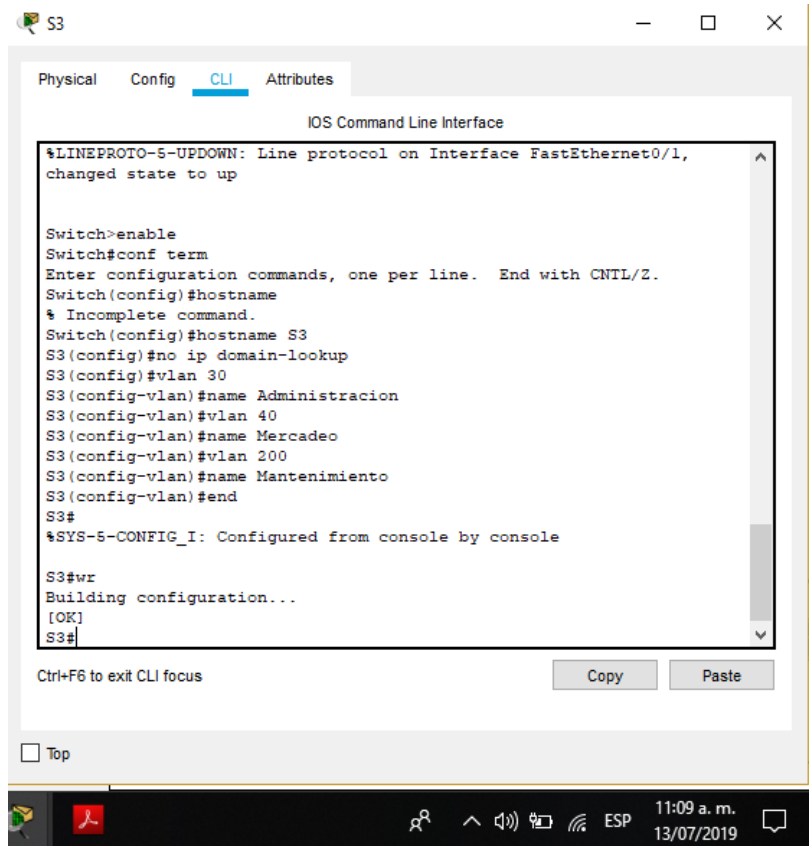 S3
Physical Config CLI Attributes
IOS Command Line Interface
%LINEPROTO-5-UPDOWN: Line protocol on Interface FastEthernet0/1,
changed state to up
Switch>enable
Switch#conf term
Enter configuration commands, one per line.  End with CNTL/Z.
Switch(config)#hostname
% Incomplete command.
Switch(config)#hostname S3
S3(config)#no ip domain-lookup
S3(config)#vlan 30
S3(config-vlan)#name Administracion
S3(config-vlan)#vlan 40
S3(config-vlan)#name Mercadeo
S3(config-vlan)#vlan 200
S3(config-vlan)#name Mantenimiento
S3(config-vlan)#end
S3#
%SYS-5-CONFIG_I: Configured from console by console
S3#wr
Building configuration...
[OK]
S3#
Ctrl+F6 to exit CLI focus
Copy Paste
Top
ESP
11:09 a. m.
13/07/2019